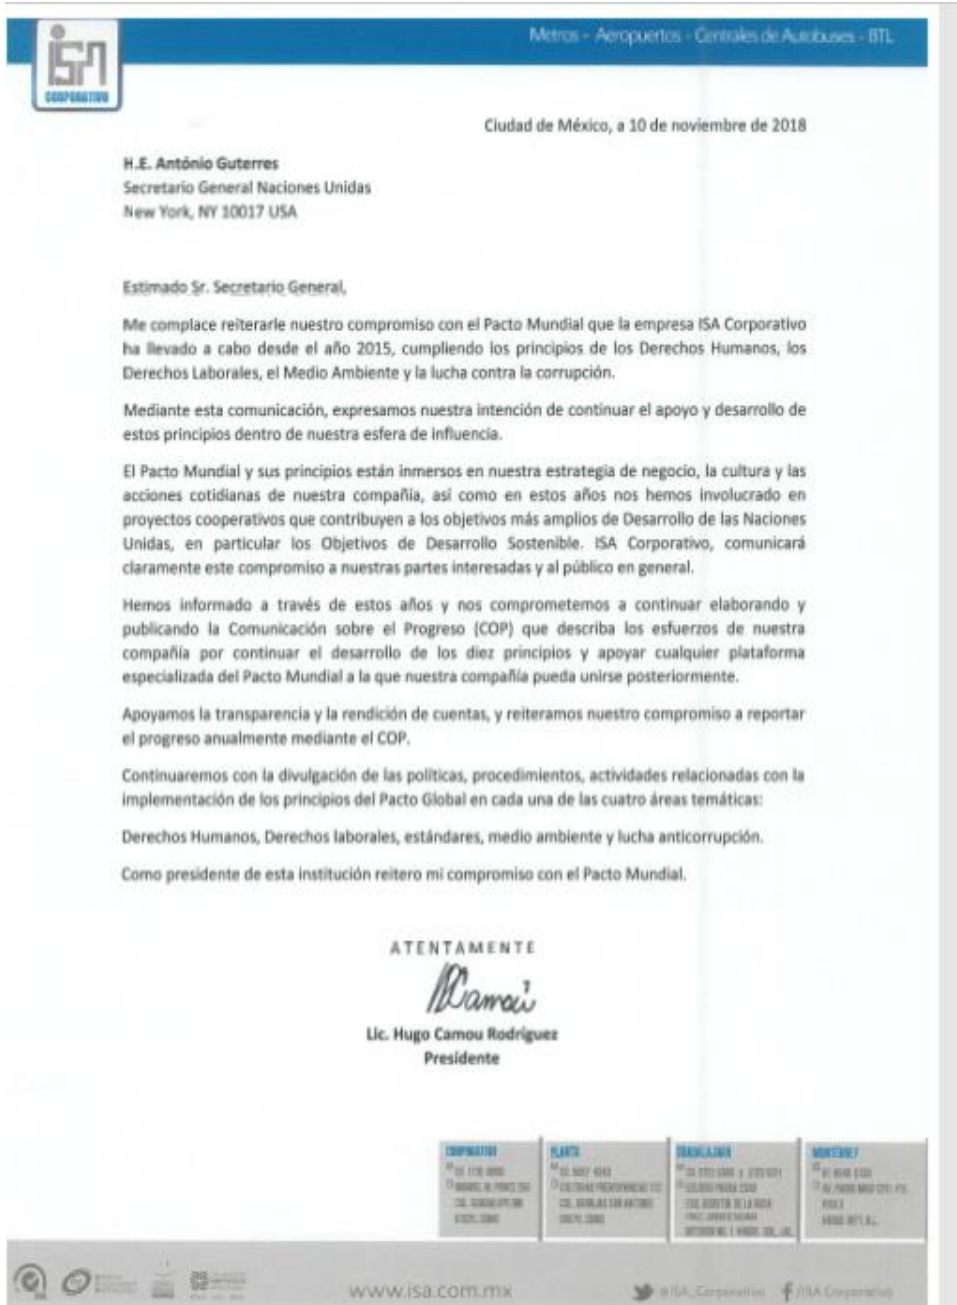 Metros - Aeropuertos - Centrales de Autobuses - BTL
ISA
CORPORATIVO
Ciudad de México, a 10 de noviembre de 2018
H.E. António Guterres
Secretario General Naciones Unidas
New York, NY 10017 USA
Estimado Sr. Secretario General,
Me complace reiterarle nuestro compromiso con el Pacto Mundial que la empresa ISA Corporativo
ha llevado a cabo desde el año 2015, cumpliendo los principios de los Derechos Humanos, los
Derechos Laborales, el Medio Ambiente y la lucha contra la corrupción.
Mediante esta comunicación, expresamos nuestra intención de continuar el apoyo y desarrollo de
estos principios dentro de nuestra esfera de influencia.
El Pacto Mundial y sus principios están inmersos en nuestra estrategia de negocio, la cultura y las
acciones cotidianas de nuestra compañía, así como en estos años nos hemos involucrado en
proyectos cooperativos que contribuyen a los objetivos más amplios de Desarrollo de las Naciones
Unidas, en particular los Objetivos de Desarrollo Sostenible. ISA Corporativo, comunicará
claramente este compromiso a nuestras partes interesadas y al público en general.
Hemos informado a través de estos años y nos comprometemos a continuar elaborando y
publicando la Comunicación sobre el Progreso (COP) que describa los esfuerzos de nuestra
compañía por continuar el desarrollo de los diez principios y apoyar cualquier plataforma
especializada del Pacto Mundial a la que nuestra compañía pueda unirse posteriormente.
Apoyamos la transparencia y la rendición de cuentas, y reiteramos nuestro compromiso a reportar
el progreso anualmente mediante el COP.
Continuaremos con la divulgación de las políticas, procedimientos, actividades relacionadas con la
implementación de los principios del Pacto Global en cada una de las cuatro áreas temáticas:
Derechos Humanos, Derechos laborales, estándares, medio ambiente y lucha anticorrupción.
Como presidente de esta institución reitero mi compromiso con el Pacto Mundial.
ATENTAMENTE
HCamou
Lic. Hugo Camou Rodríguez
Presidente
CORPORATIVO
PLANTA
GUADALAJARA
MONTERREY
www.isa.com.mx
@ISA_Corporativo
/ISA Corporativo